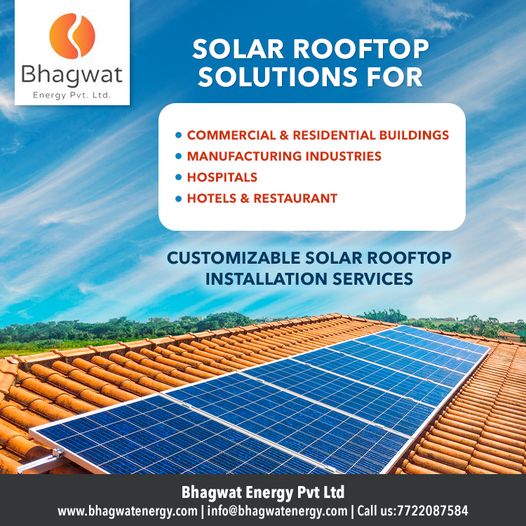 Bhagwat
Energy Pvt. Ltd.
SOLAR ROOFTOP
SOLUTIONS FOR
• COMMERCIAL & RESIDENTIAL BUILDINGS
• MANUFACTURING INDUSTRIES
• HOSPITALS
• HOTELS & RESTAURANT
CUSTOMIZABLE SOLAR ROOFTOP
INSTALLATION SERVICES
Bhagwat Energy Pvt Ltd
www.bhagwatenergy.com | info@bhagwatenergy.com | Call us:7722087584